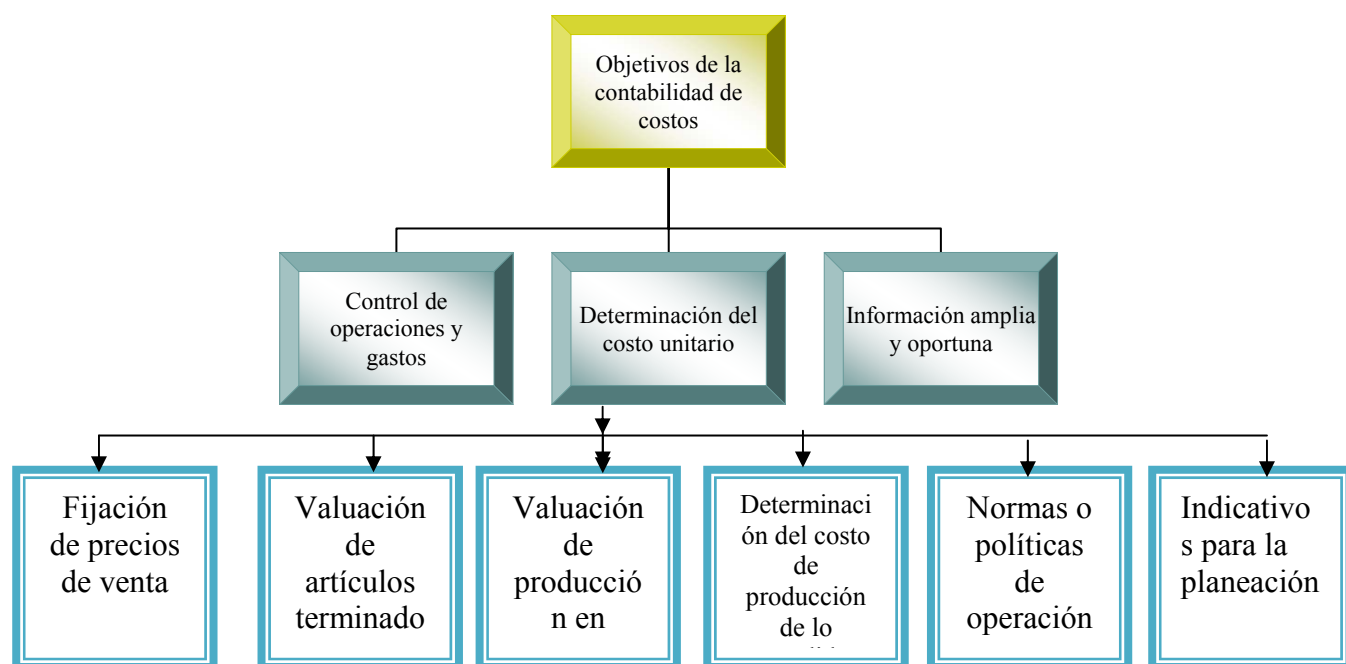 Objetivos de la
contabilidad de
costos
Control de
operaciones y
gastos
Determinación del
costo unitario
Información amplia
y oportuna
Fijación
de precios
de venta
Valuación
de
artículos
terminado
Valuación
de
producció
n en
Determinaci
ón del costo
de
producción
de lo
Normas o
políticas
de
operación
Indicativo
s para la
planeación